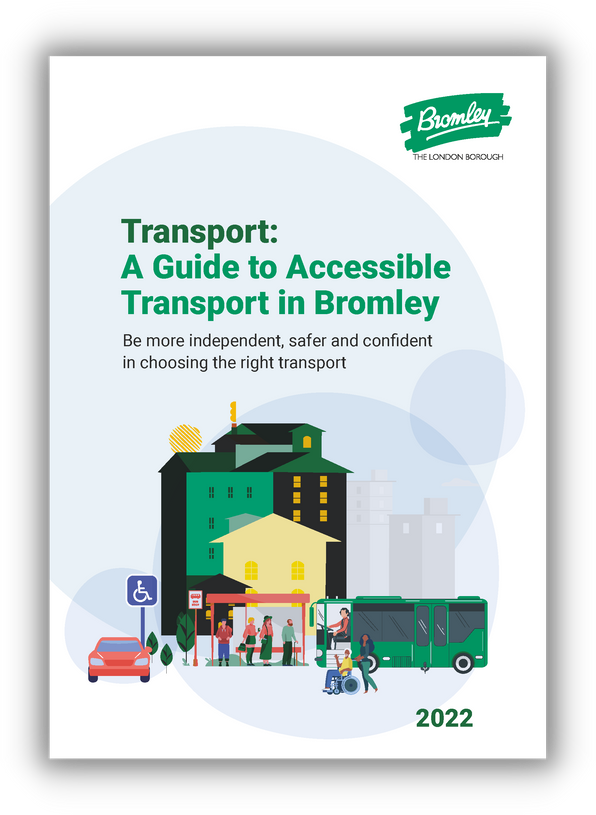 Bromley
THE LONDON BOROUGH
Transport:
A Guide to Accessible
Transport in Bromley
Be more independent, safer and confident
in choosing the right transport
2022